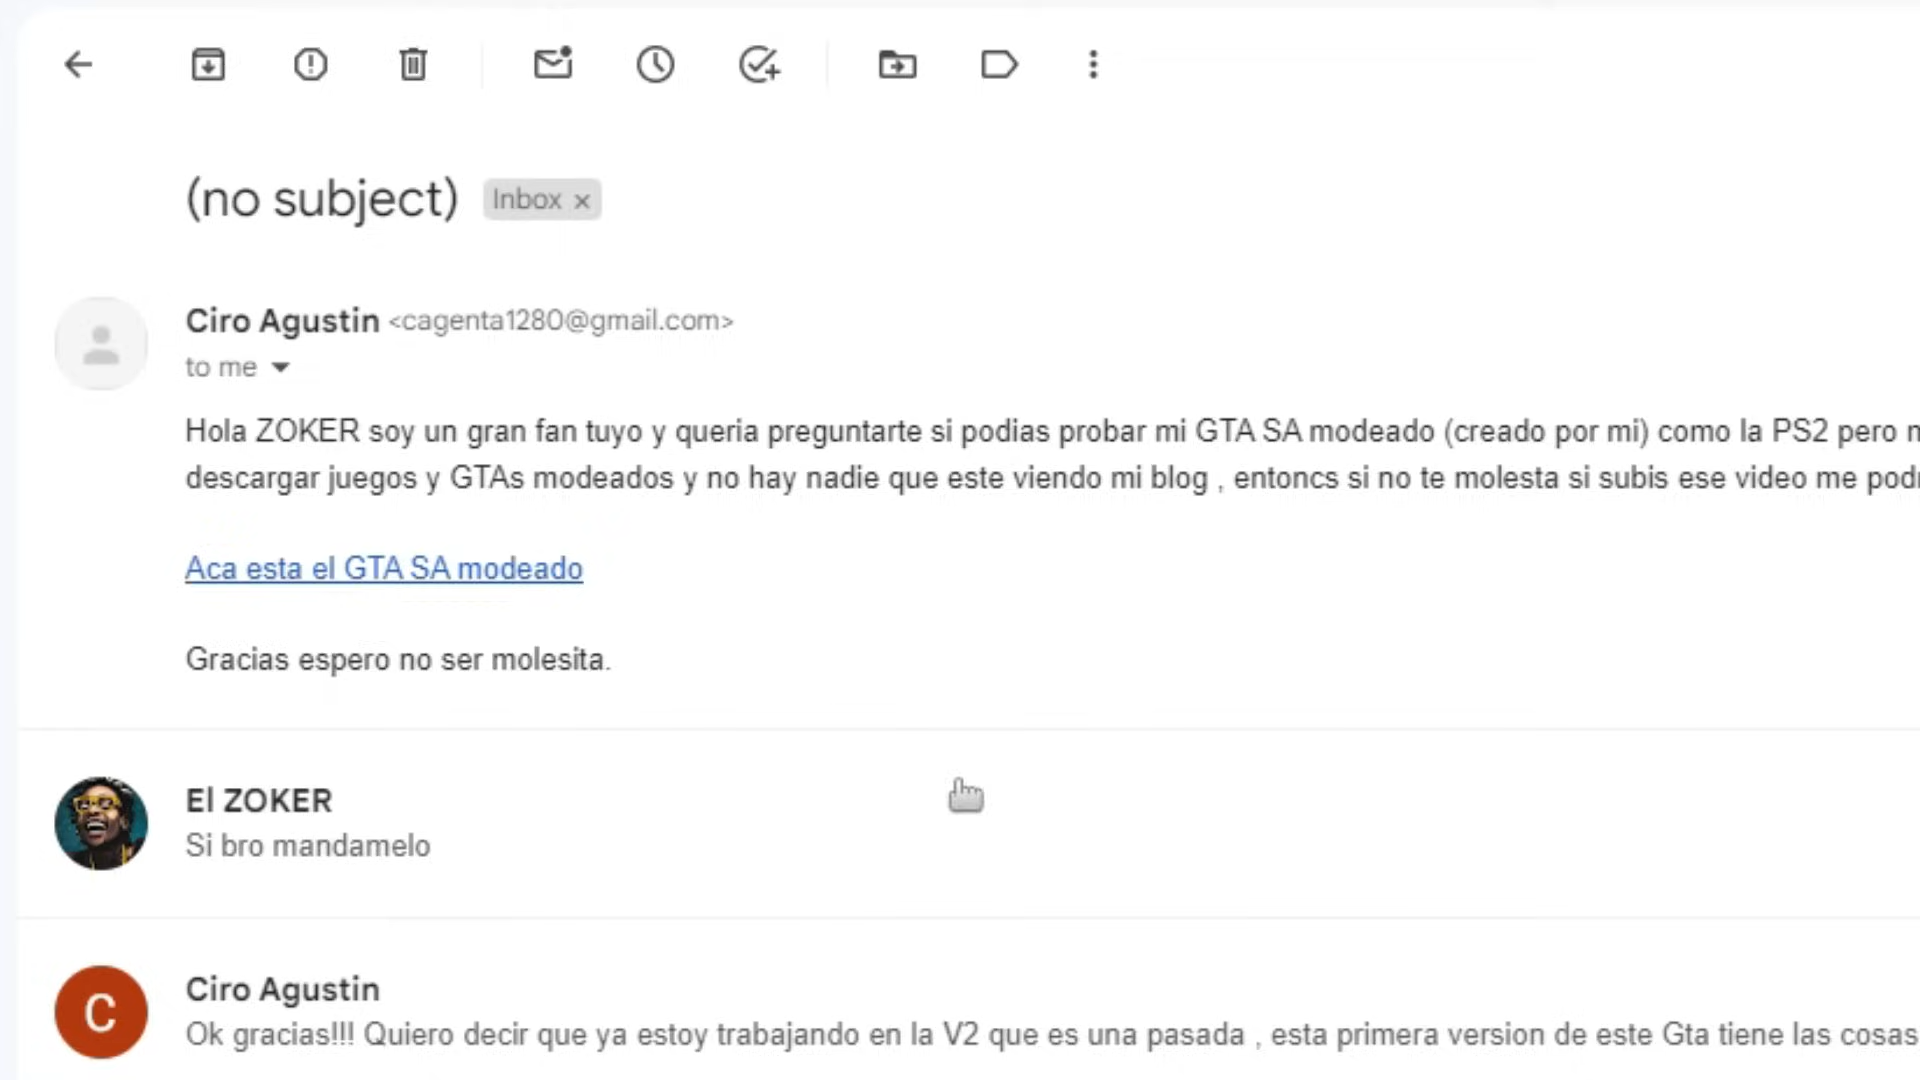 (no subject) Inbox ×
Ciro Agustin <cagenta1280@gmail.com>
to me
Hola ZOKER soy un gran fan tuyo y queria preguntarte si podias probar mi GTA SA modeado (creado por mi) como la PS2 pero
descargar juegos y GTAs modeados y no hay nadie que este viendo mi blog , entoncs si no te molesta si subis ese video me
Aca esta el GTA SA modeado
Gracias espero no ser molesita.
El ZOKER
Si bro mandamelo
C
Ciro Agustin
Ok gracias!!! Quiero decir que ya estoy trabajando en la V2 que es una pasada , esta primera version de este Gta tiene las cosas